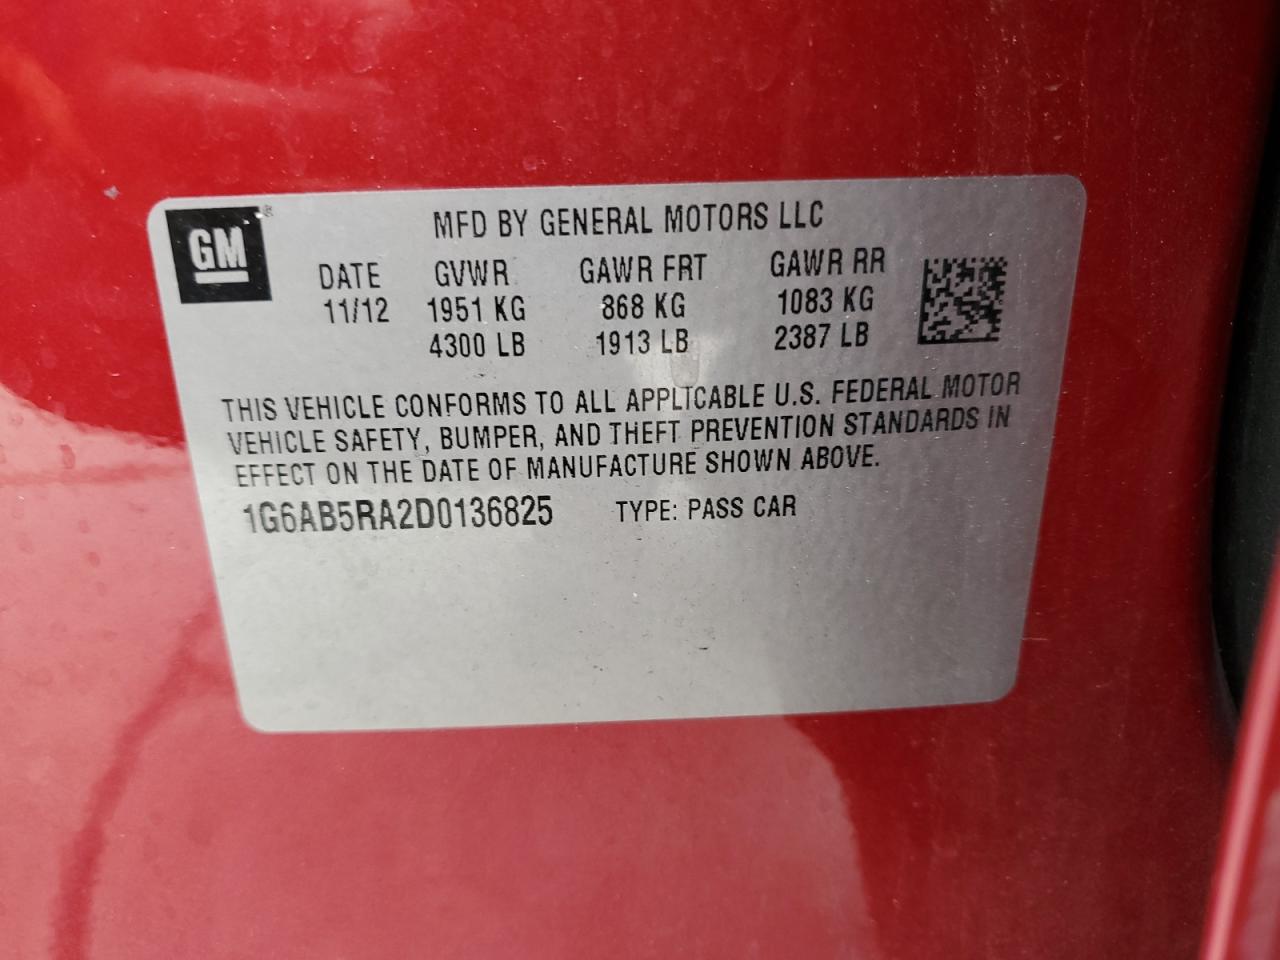 GM®
MFD BY GENERAL MOTORS LLC
DATE GVWR GAWR FRT GAWR RR
11/12 1951 KG 868 KG 1083 KG
4300 LB 1913 LB 2387 LB
THIS VEHICLE CONFORMS TO ALL APPLICABLE U.S. FEDERAL MOTOR
VEHICLE SAFETY, BUMPER, AND THEFT PREVENTION STANDARDS IN
EFFECT ON THE DATE OF MANUFACTURE SHOWN ABOVE.
1G6AB5RA2D0136825 TYPE: PASS CAR